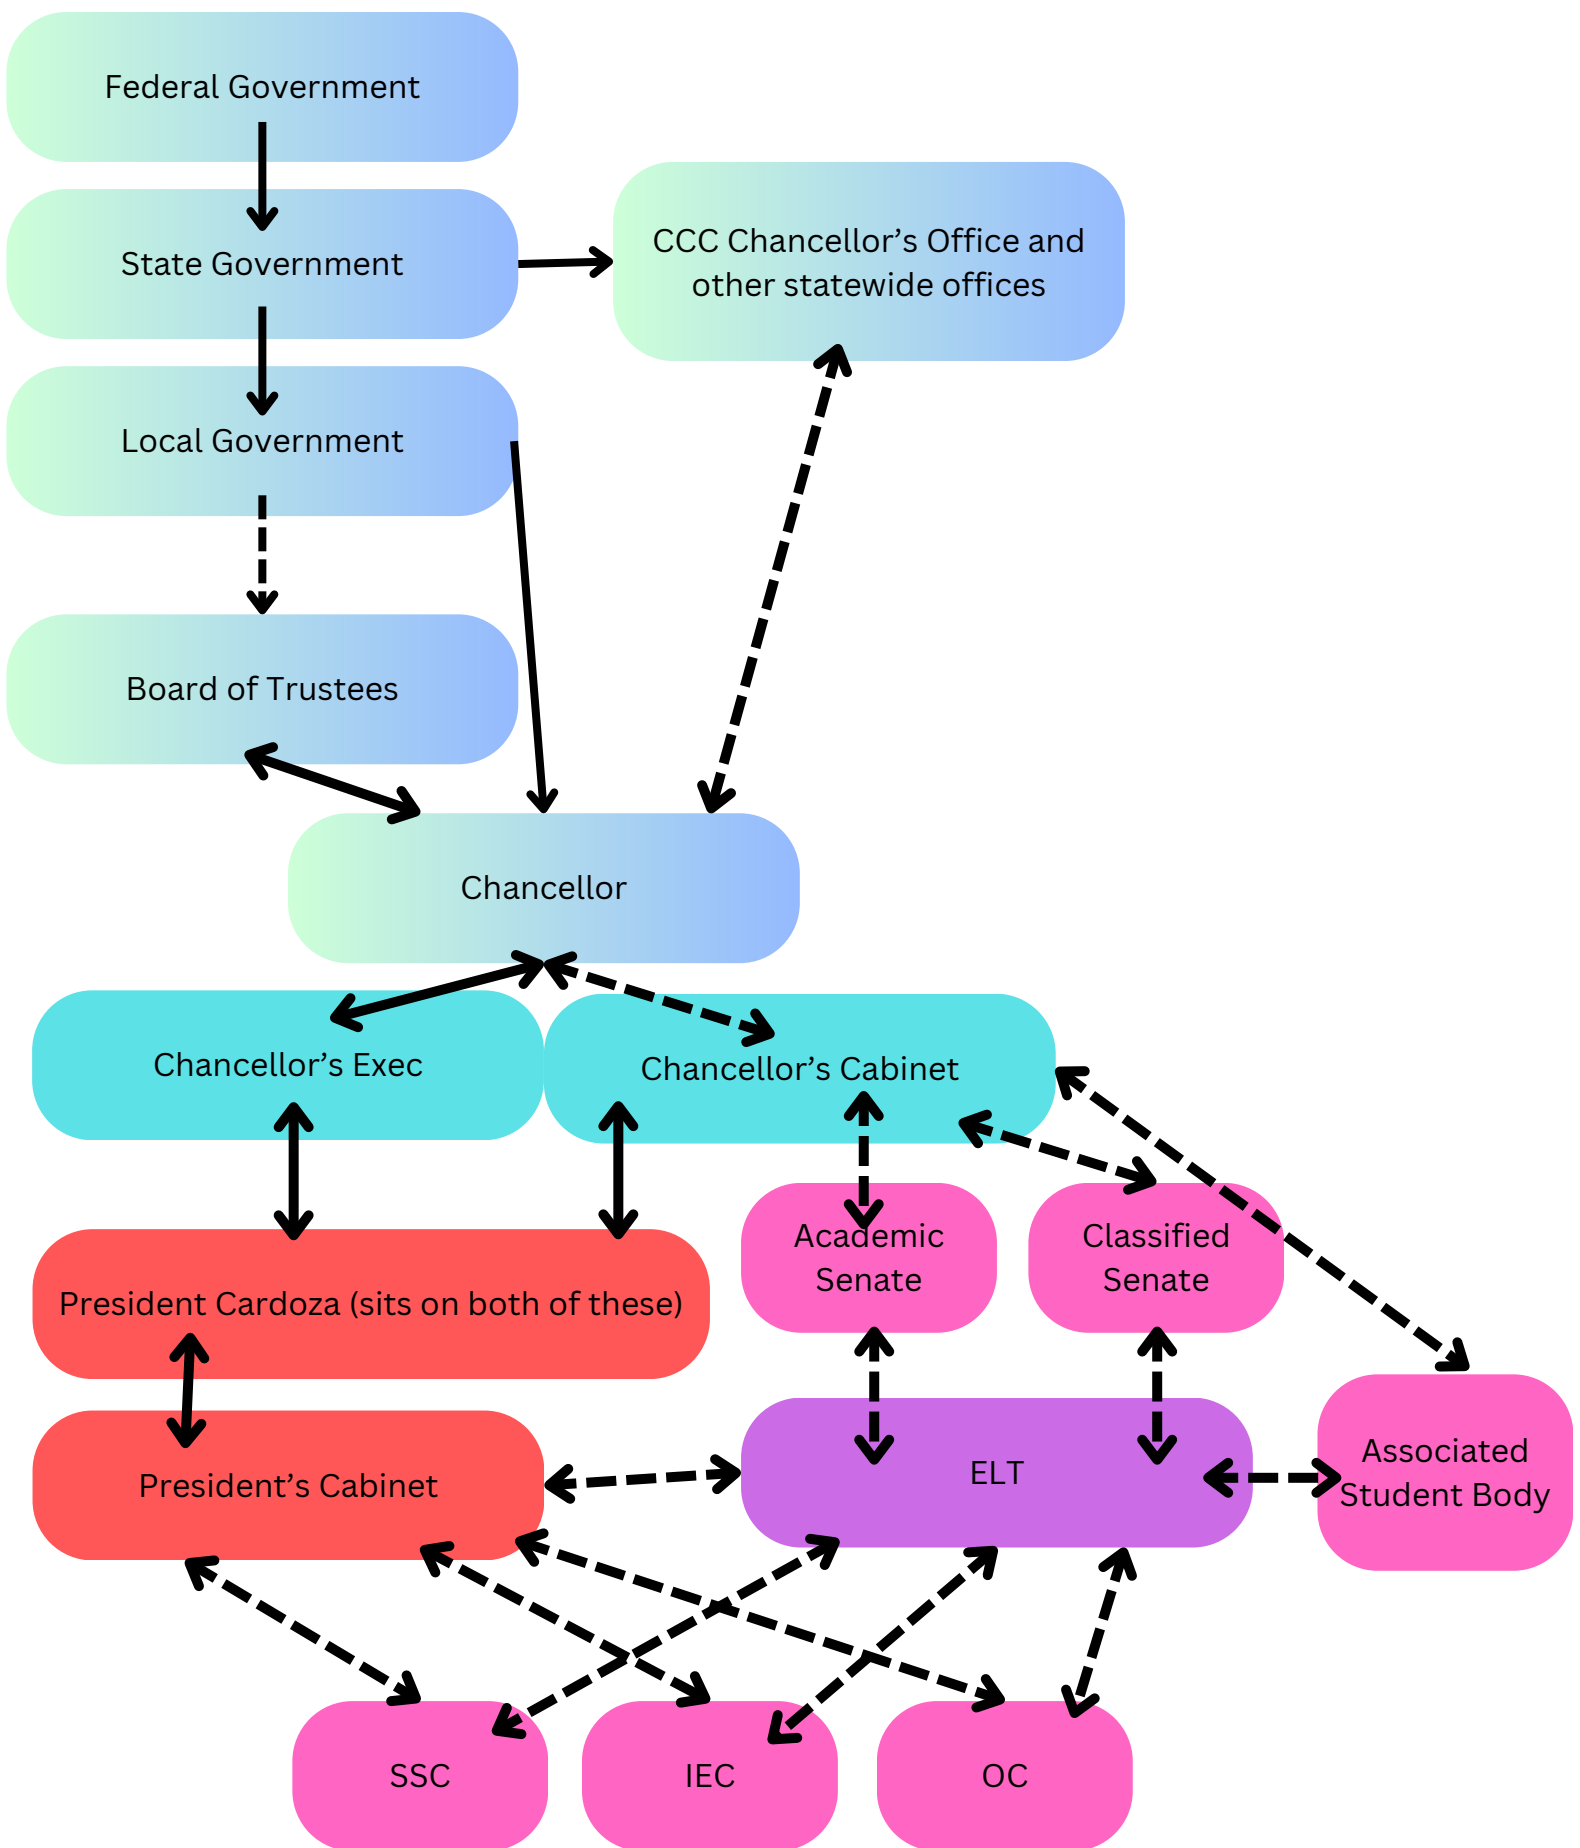 Federal Government
State Government
CCC Chancellor’s Office and
other statewide offices
Local Government
Board of Trustees
Chancellor
Chancellor’s Exec
Chancellor’s Cabinet
Academic
Senate
Classified
Senate
President Cardoza (sits on both of these)
President’s Cabinet
ELT
Associated
Student Body
SSC
IEC
OC